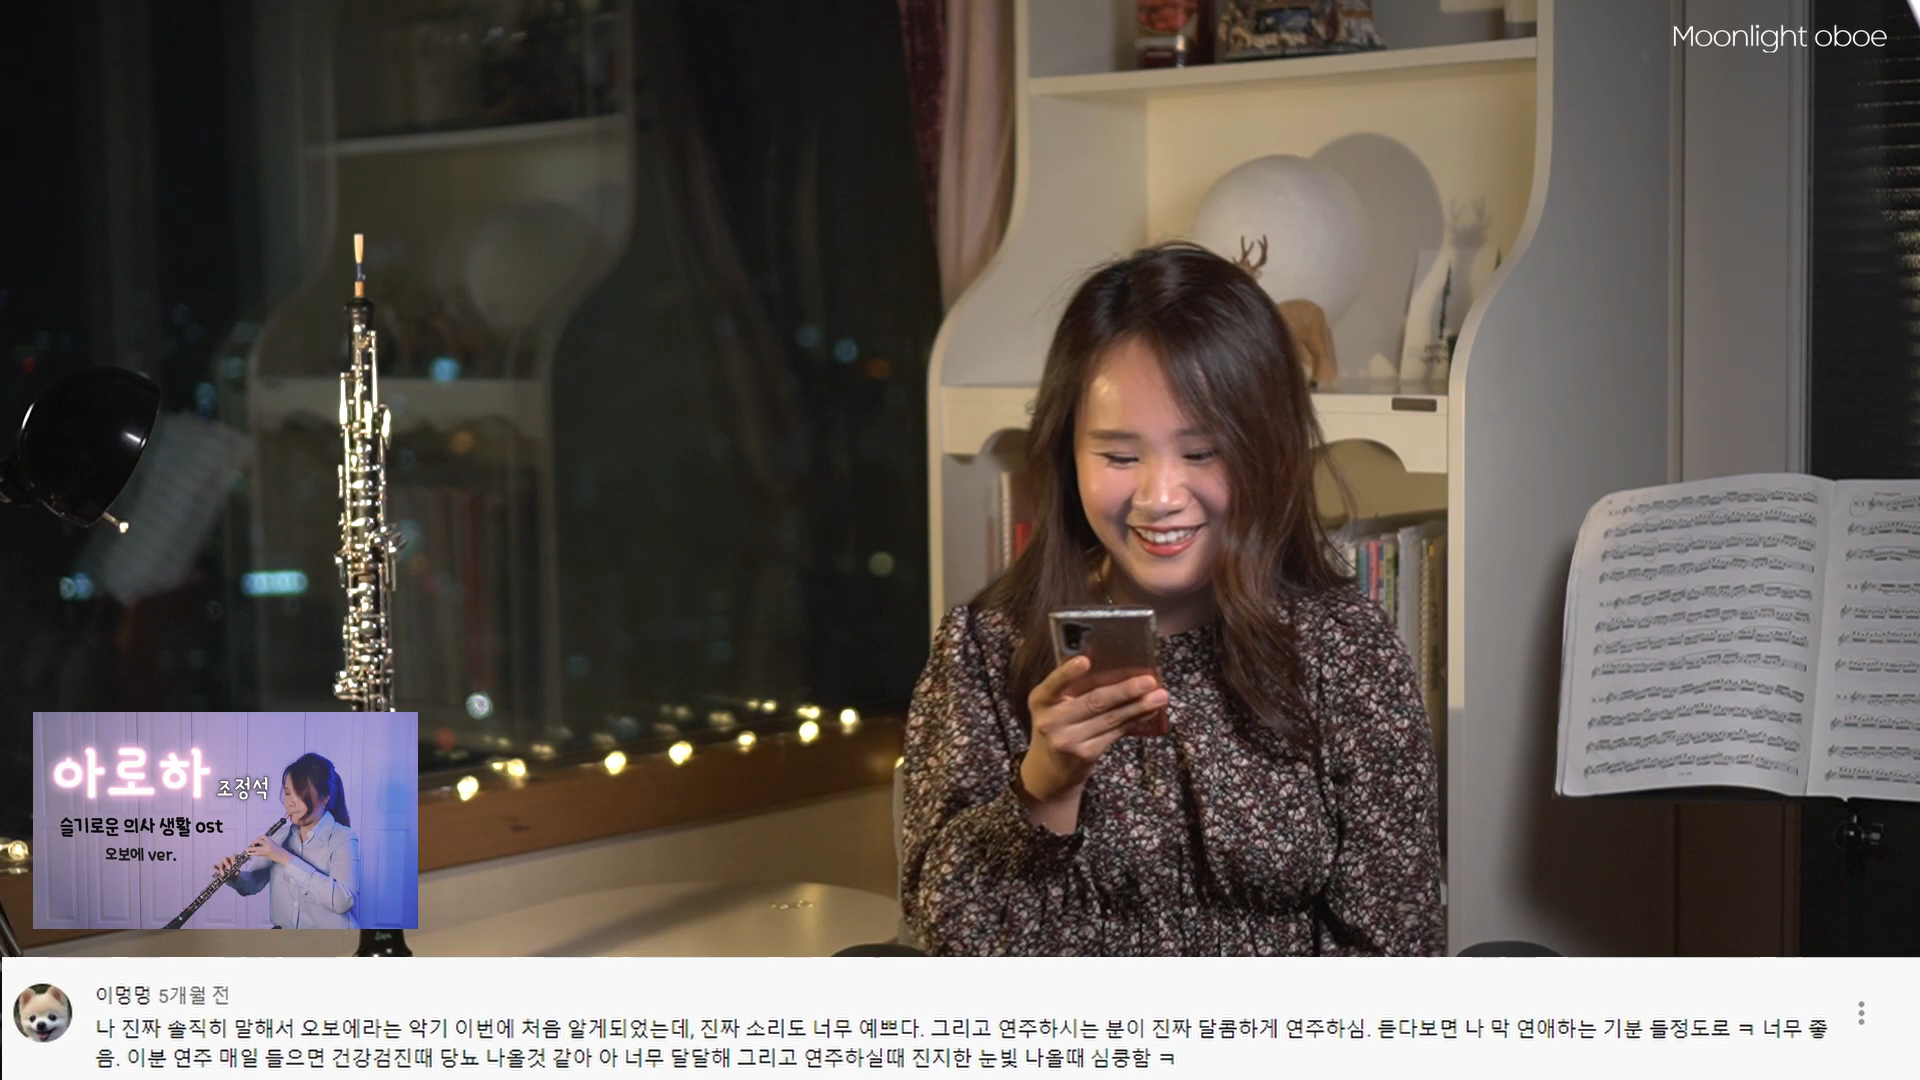 Moonlight oboe
아로하 조정석
슬기로운 의사 생활 ost
오보에 ver.
이멍멍 5개월 전
나 진짜 솔직히 말해서 오보에라는 악기 이번에 처음 알게되었는데, 진짜 소리도 너무 예쁘다. 그리고 연주하시는 분이 진짜 달콤하게 연주하심. 듣다보면 나 막 연애하는 기분 들정도로 ㅋ 너무 좋
음. 이분 연주 매일 들으면 건강검진때 당뇨 나올것 같아 아 너무 달달해 그리고 연주하실때 진지한 눈빛 나올때 심쿵함 ㅋ